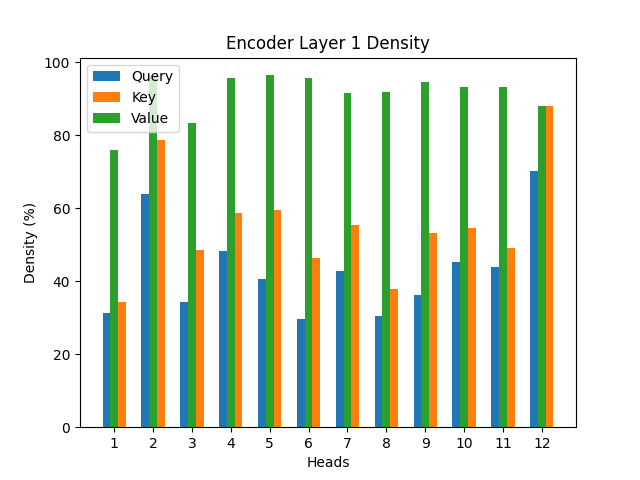 Encoder Layer 1 Density
Query
Key
Value
Density (%)
100
80
60
40
20
0
1 2 3 4 5 6 7 8 9 10 11 12
Heads